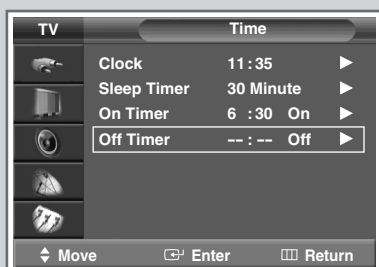 TV Time
Clock 11:35 ▶
Sleep Timer 30 Minute ▶
On Timer 6 :30 On ▶
Off Timer --:-- Off ▶
Move Enter Return